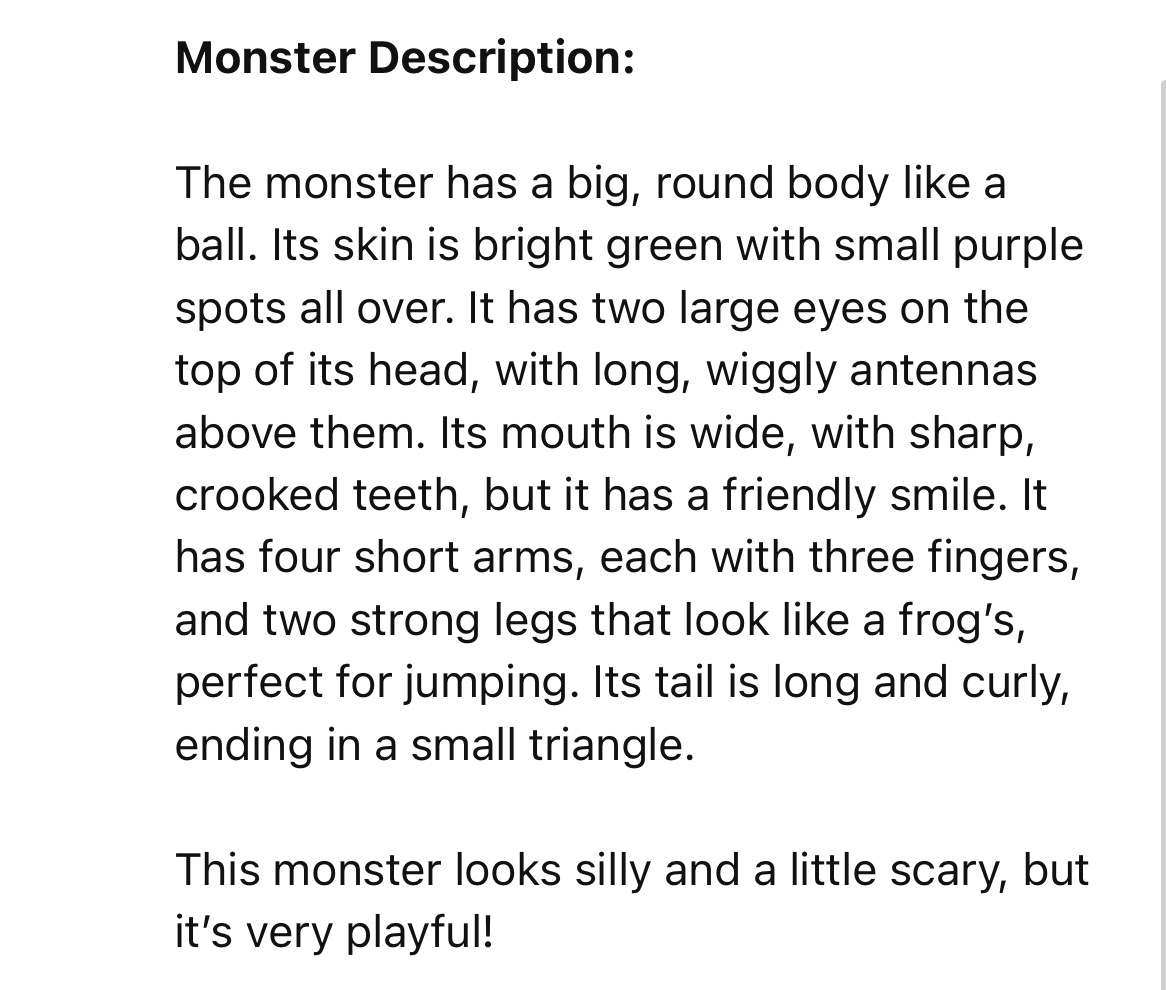 Monster Description:
The monster has a big, round body like a
ball. Its skin is bright green with small purple
spots all over. It has two large eyes on the
top of its head, with long, wiggly antennas
above them. Its mouth is wide, with sharp,
crooked teeth, but it has a friendly smile. It
has four short arms, each with three fingers,
and two strong legs that look like a frog’s,
perfect for jumping. Its tail is long and curly,
ending in a small triangle.
This monster looks silly and a little scary, but
it’s very playful!